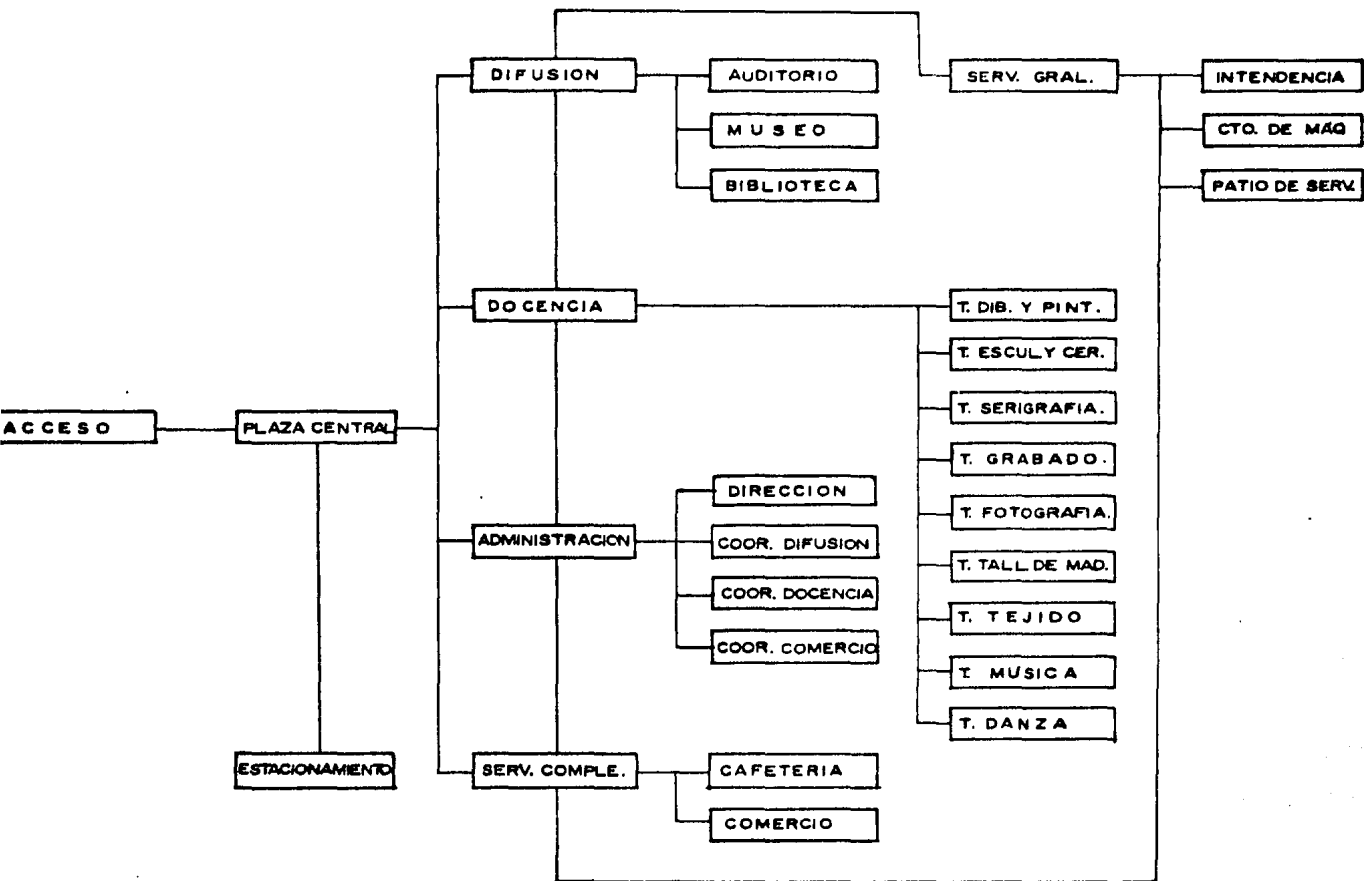 DIFUSION
AUDITORIO
MUSEO
BIBLIOTECA
SERV. GRAL.
INTENDENCIA
CTO. DE MÁQ
PATIO DE SERV.
DOCENCIA
T. DIB. Y PINT.
T. ESCUL.Y CER.
T. SERIGRAFIA.
T. GRABADO.
T. FOTOGRAFIA.
T. TALL. DE MAD.
T. TEJIDO
T. MUSICA
T. DANZA
ACCESO
PLAZA CENTRAL
ADMINISTRACION
DIRECCION
COOR. DIFUSION
COOR. DOCENCIA
COOR. COMERCIO
ESTACIONAMIENTO
SERV. COMPLE.
CAFETERIA
COMERCIO